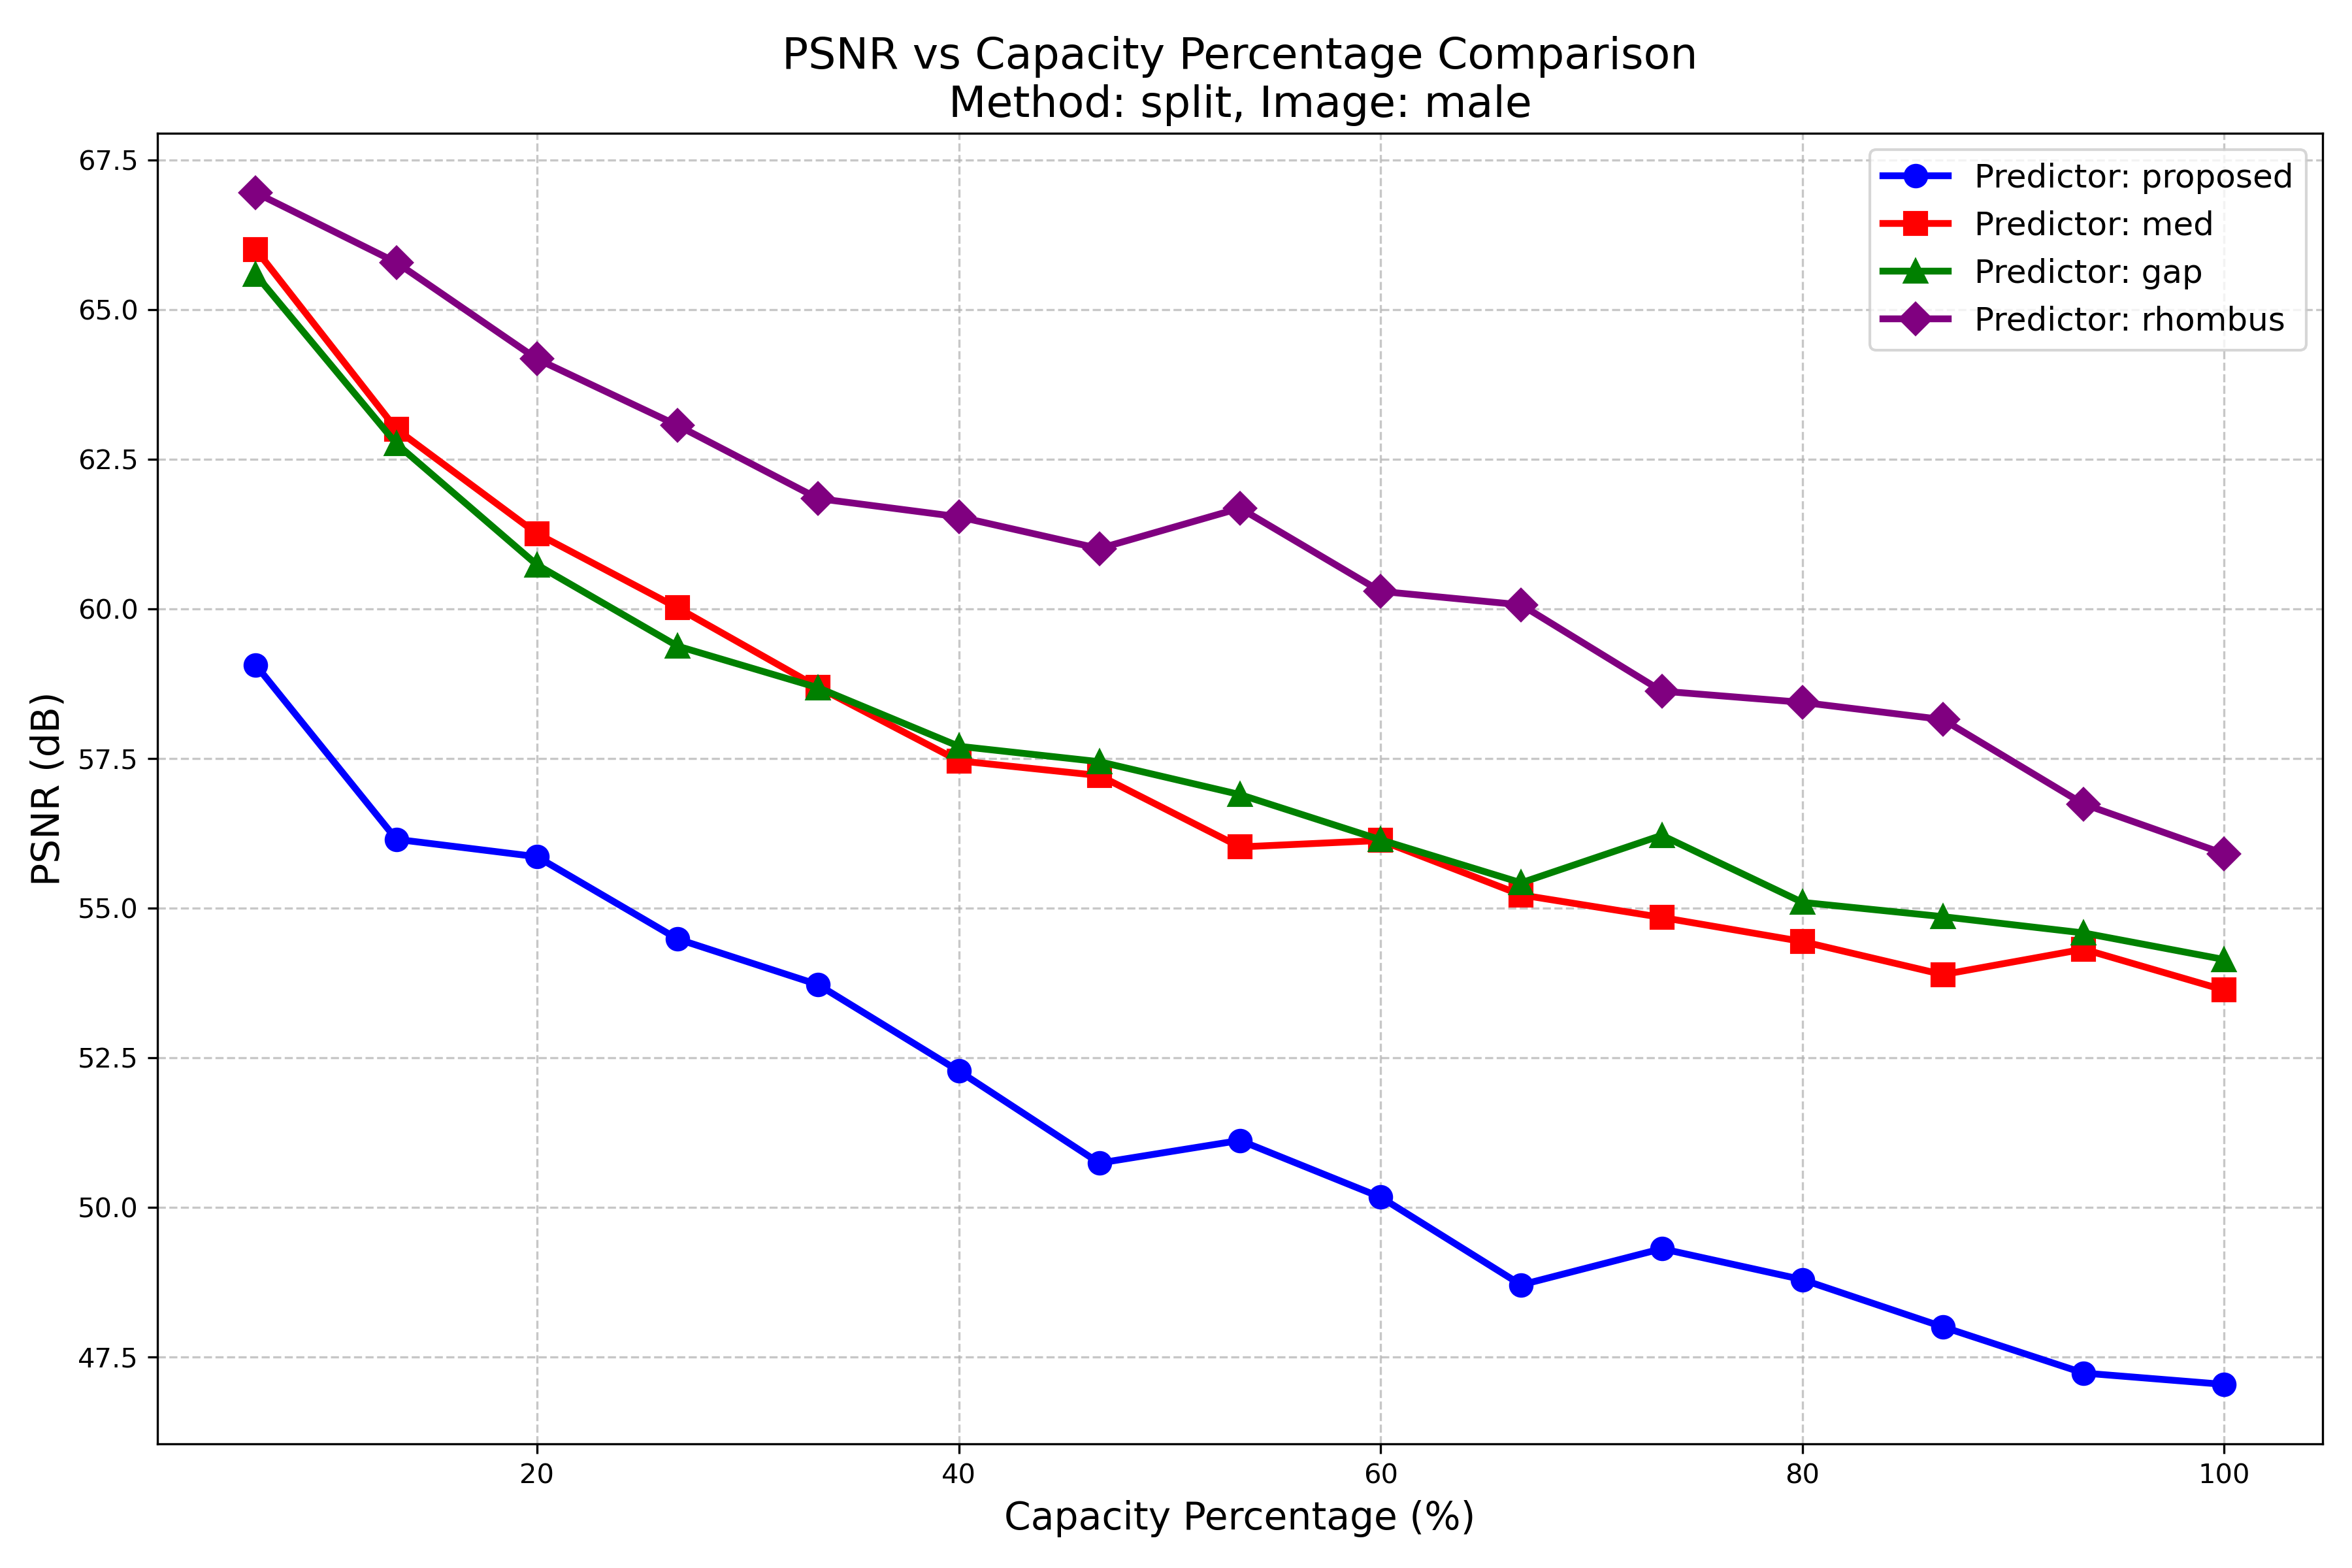 PSNR vs Capacity Percentage Comparison
Method: split, Image: male
Predictor: proposed
Predictor: med
Predictor: gap
Predictor: rhombus
PSNR (dB)
67.5
65.0
62.5
60.0
57.5
55.0
52.5
50.0
47.5
20 40 60 80 100
Capacity Percentage (%)